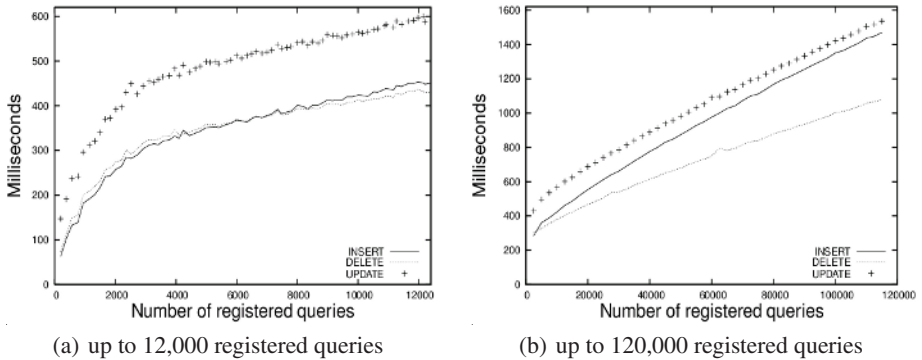 600
500
400
300
200
100
0
Milliseconds
INSERT
DELETE
UPDATE
0 2000 4000 6000 8000 10000 12000
Number of registered queries
(a) up to 12,000 registered queries
1600
1400
1200
1000
800
600
400
200
0
Milliseconds
INSERT
DELETE
UPDATE
0 20000 40000 60000 80000 100000 120000
Number of registered queries
(b) up to 120,000 registered queries